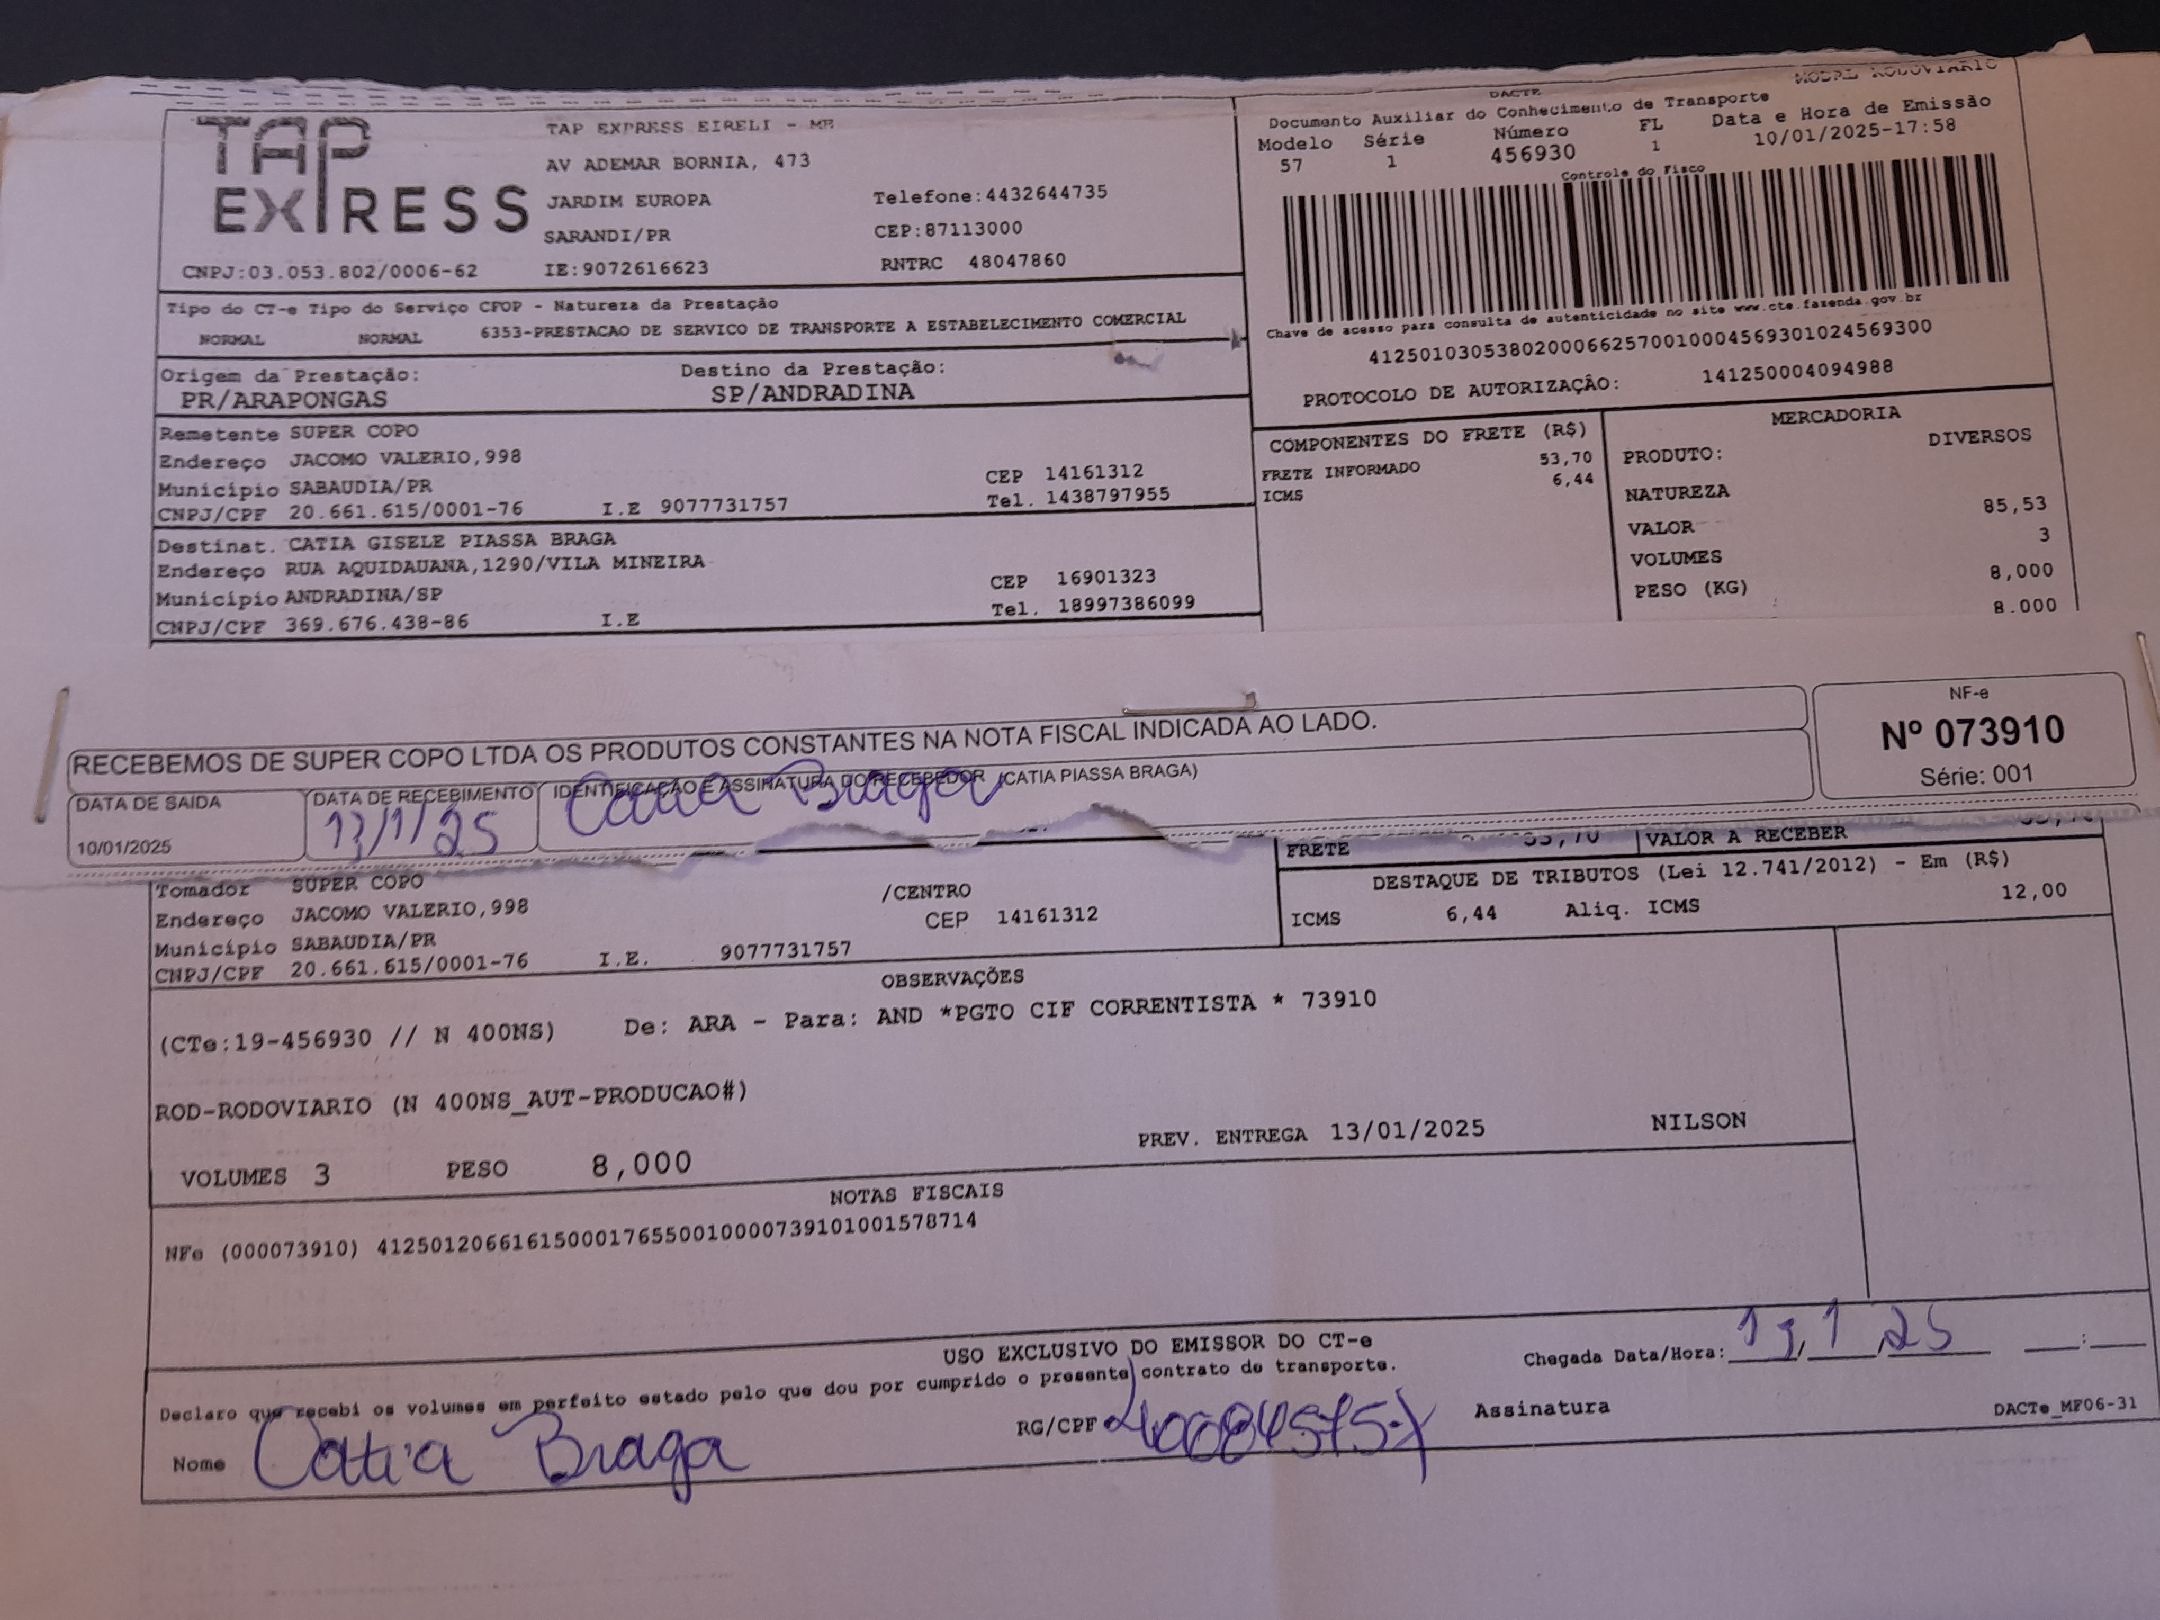 MODAL RODOVIARIO
DACTE
Documento Auxiliar do Conhecimento de Transporte
Modelo Série Número FL Data e Hora de Emissão
57 1 456930 1 10/01/2025-17:58
Controle do Fisco
TAP EXPRESS
TAP EXPRESS EIRELI - ME
AV ADEMAR BORNIA, 473
JARDIM EUROPA Telefone:4432644735
SARANDI/PR CEP:87113000
CNPJ:03.053.802/0006-62 IE:9072616623 RNTRC 48047860
Tipo do CT-e Tipo do Serviço CFOP - Natureza da Prestação
NORMAL NORMAL 6353-PRESTACAO DE SERVICO DE TRANSPORTE A ESTABELECIMENTO COMERCIAL
Chave de acesso para consulta de autenticidade no site www.cte.fazenda.gov.br
41250103053802000662570010004569301024569300
PROTOCOLO DE AUTORIZAÇÃO: 141250004094988
Origem da Prestação: Destino da Prestação:
PR/ARAPONGAS SP/ANDRADINA
Remetente SUPER COPO
Endereço JACOMO VALERIO,998
Município SABAUDIA/PR CEP 14161312
CNPJ/CPF 20.661.615/0001-76 I.E 9077731757 Tel. 1438797955
Destinat. CATIA GISELE PIASSA BRAGA
Endereço RUA AQUIDAUANA,1290/VILA MINEIRA
Município ANDRADINA/SP CEP 16901323
CNPJ/CPF 369.676.438-86 I.E Tel. 18997386099
COMPONENTES DO FRETE (R$)
FRETE INFORMADO 53,70
ICMS 6,44
MERCADORIA
PRODUTO: DIVERSOS
NATUREZA
VALOR 85,53
VOLUMES 3
PESO (KG) 8,000
8.000
RECEBEMOS DE SUPER COPO LTDA OS PRODUTOS CONSTANTES NA NOTA FISCAL INDICADA AO LADO.
DATA DE SAÍDA DATA DE RECEBIMENTO IDENTIFICAÇÃO E ASSINATURA DO RECEBEDOR (CATIA PIASSA BRAGA)
10/01/2025 13/1/25 Catia Braga
NF-e
Nº 073910
Série: 001
FRETE 53,70 VALOR A RECEBER 53,70
DESTAQUE DE TRIBUTOS (Lei 12.741/2012) - Em (R$)
ICMS 6,44 Aliq. ICMS 12,00
Tomador SUPER COPO /CENTRO
Endereço JACOMO VALERIO,998 CEP 14161312
Município SABAUDIA/PR
CNPJ/CPF 20.661.615/0001-76 I.E. 9077731757
OBSERVAÇÕES
(CTe:19-456930 // N 400NS) De: ARA - Para: AND *PGTO CIF CORRENTISTA * 73910
ROD-RODOVIARIO (N 400NS_AUT-PRODUCAO#)
PREV. ENTREGA 13/01/2025 NILSON
VOLUMES 3 PESO 8,000
NOTAS FISCAIS
NFe (000073910) 41250120661615000176550010000739101001578714
USO EXCLUSIVO DO EMISSOR DO CT-e
Declaro que recebi os volumes em perfeito estado pelo que dou por cumprido o presente contrato de transporte.
Chegada Data/Hora: 13/1/25 :
Nome Catia Braga RG/CPF Assinatura
DACTe_MF06-31